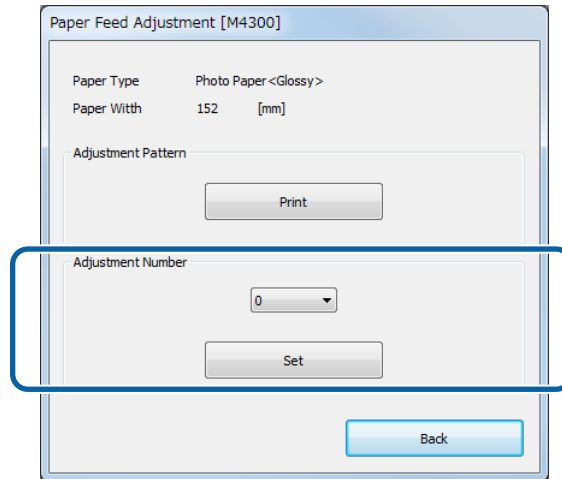 Paper Feed Adjustment [M4300]
Paper Type Photo Paper<Glossy>
Paper Witth 152 [mm]
Adjustment Pattern
Print
Adjustment Number
0
Set
Back